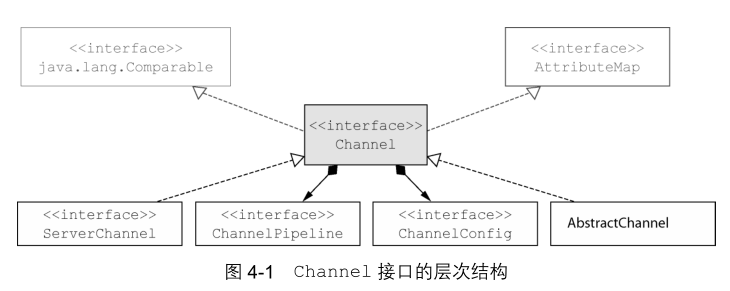 <<interface>>
java.lang.Comparable
<<interface>>
AttributeMap
<<interface>>
Channel
<<interface>>
ServerChannel
<<interface>>
ChannelPipeline
<<interface>>
ChannelConfig
AbstractChannel
图 4-1 Channel 接口的层次结构